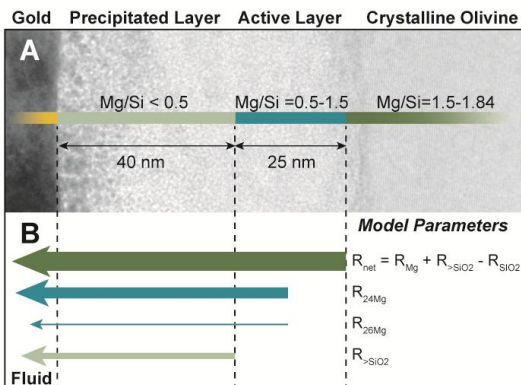 Gold Precipitated Layer Active Layer Crystalline Olivine
A
Mg/Si < 0.5 Mg/Si =0.5-1.5 Mg/Si=1.5-1.84
40 nm 25 nm
B Model Parameters
Rnet = RMg + R>SiO2 - RSIO2
R24Mg
R26Mg
R>SiO2
Fluid